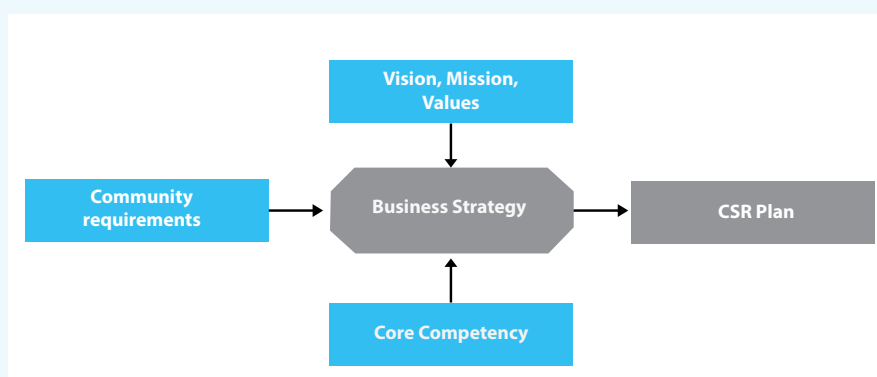 Vision, Mission,
Values
Community
requirements
Business Strategy
CSR Plan
Core Competency